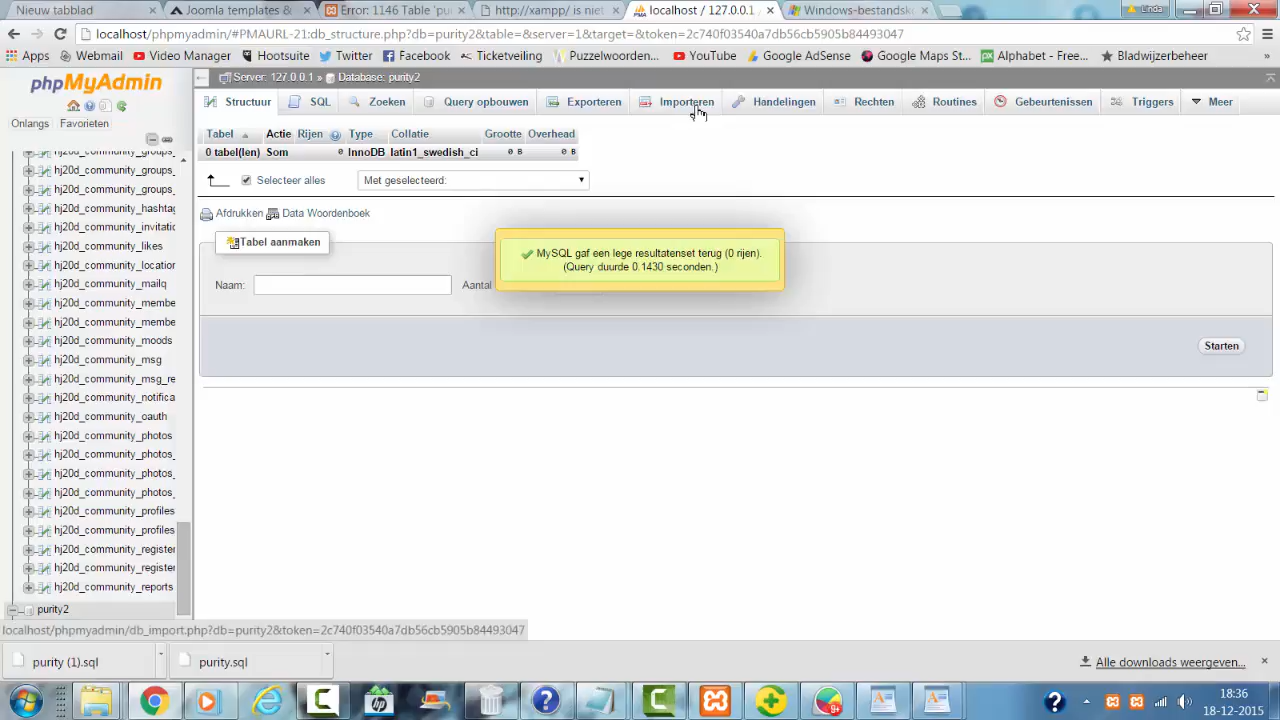 Nieuw tabblad
Joomla templates &
Error: 1146 Table 'pu
http://xampp/ is niet
localhost / 127.0.0.1
Windows-bestandsk
Linda
localhost/phpmyadmin/#PMAURL-21:db_structure.php?db=purity2&table=&server=1&target=&token=2c740f03540a7db56cb5905b84493047
Apps
Webmail
Video Manager
Hootsuite
Twitter
Facebook
Ticketveiling
Puzzelwoorden...
YouTube
Google AdSense
Google Maps St...
Alphabet - Free...
Bladwijzerbeheer
phpMyAdmin
Onlangs Favorieten
hj20d_community_groups_
hj20d_community_groups_
hj20d_community_groups_
hj20d_community_hashtag
hj20d_community_invitatio
hj20d_community_likes
hj20d_community_location
hj20d_community_mailq
hj20d_community_membe
hj20d_community_membe
hj20d_community_moods
hj20d_community_msg
hj20d_community_msg_re
hj20d_community_notifica
hj20d_community_oauth
hj20d_community_photos
hj20d_community_photos_
hj20d_community_photos_
hj20d_community_photos_
hj20d_community_profiles
hj20d_community_profiles
hj20d_community_register
hj20d_community_register
hj20d_community_reports
purity2
Server: 127.0.0.1 » Database: purity2
Structuur SQL Zoeken Query opbouwen Exporteren Importeren Handelingen Rechten Routines Gebeurtenissen Triggers Meer
Tabel Actie Rijen Type Collatie Grootte Overhead
0 tabel(len) Som 0 InnoDB latin1_swedish_ci 0 B 0 B
Selecteer alles Met geselecteerd:
Afdrukken Data Woordenboek
Tabel aanmaken
MySQL gaf een lege resultatenset terug (0 rijen).
(Query duurde 0.1430 seconden.)
Naam: Aantal
Starten
localhost/phpmyadmin/db_import.php?db=purity2&token=2c740f03540a7db56cb5905b84493047
purity (1).sql
purity.sql
Alle downloads weergeven...
9+
18:36
18-12-2015